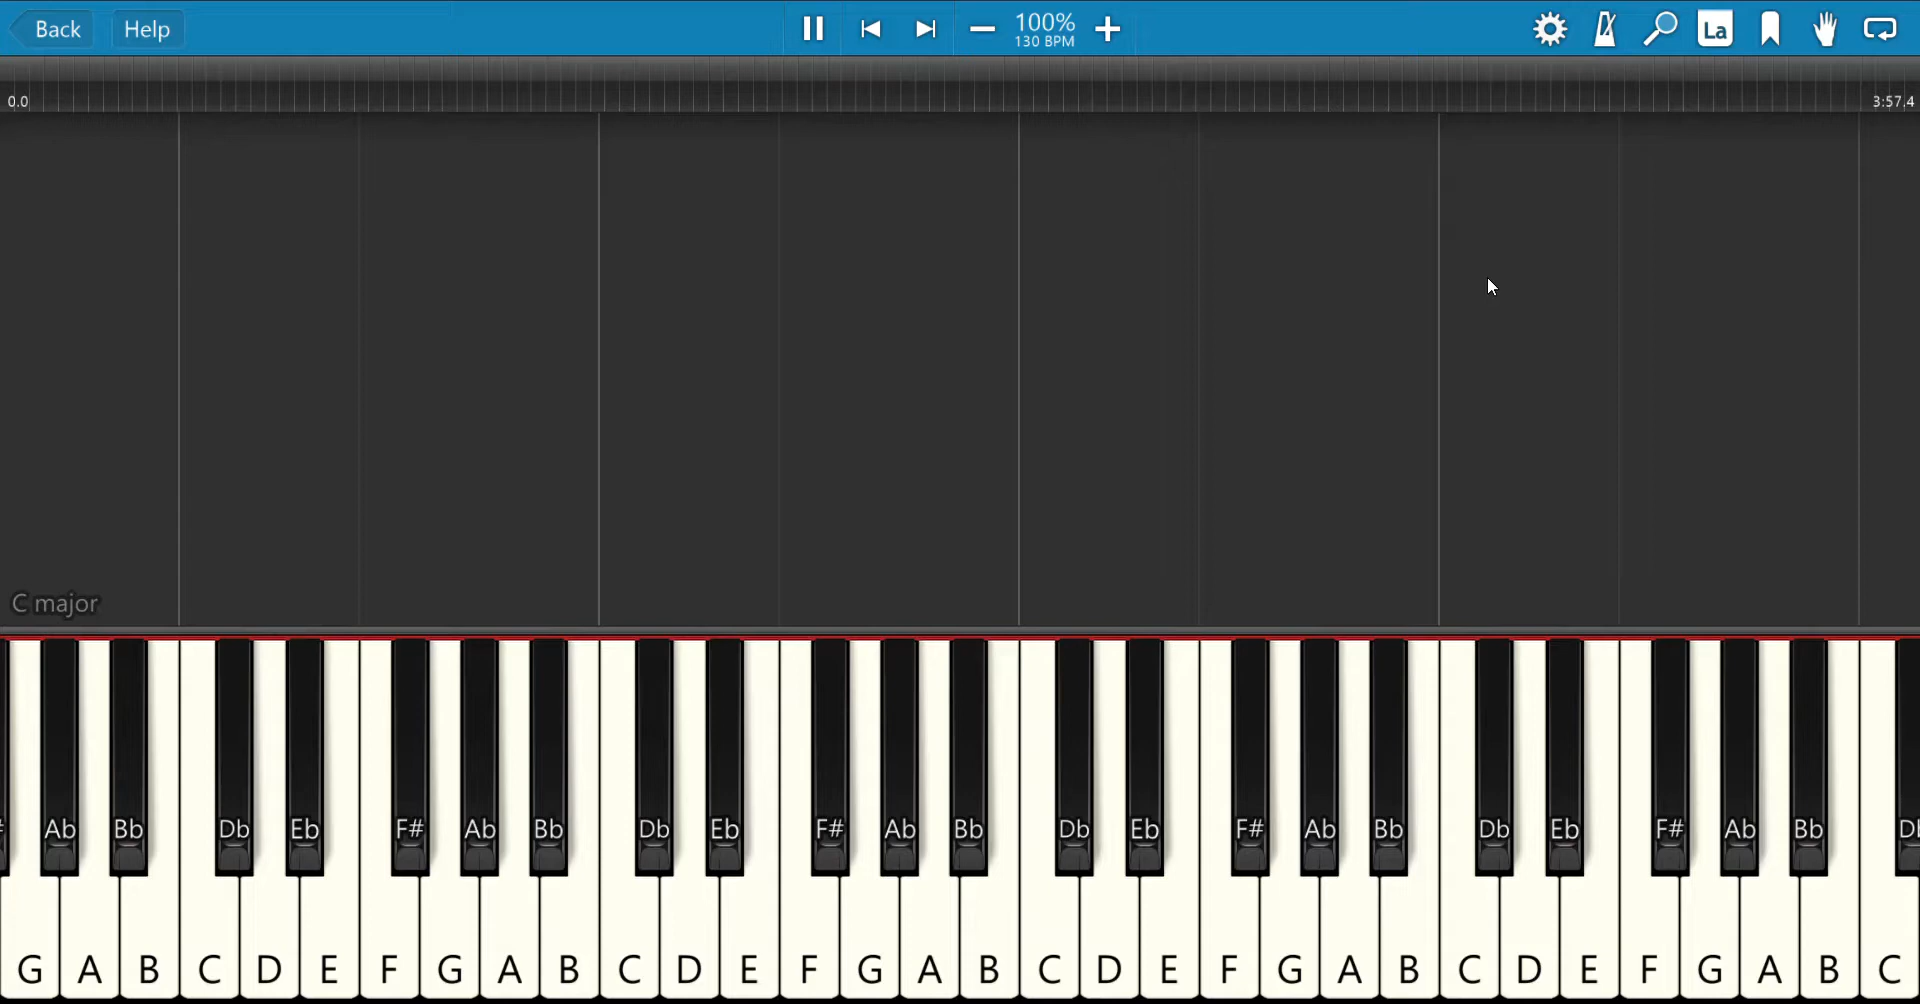 Back Help 100% La
130 BPM
0.0 3:57.4
C major
Ab Bb Db Eb F# Ab Bb Db Eb F# Ab Bb Db Eb F# Ab Bb Db Eb F# Ab Bb
G A B C D E F G A B C D E F G A B C D E F G A B C D E F G A B C